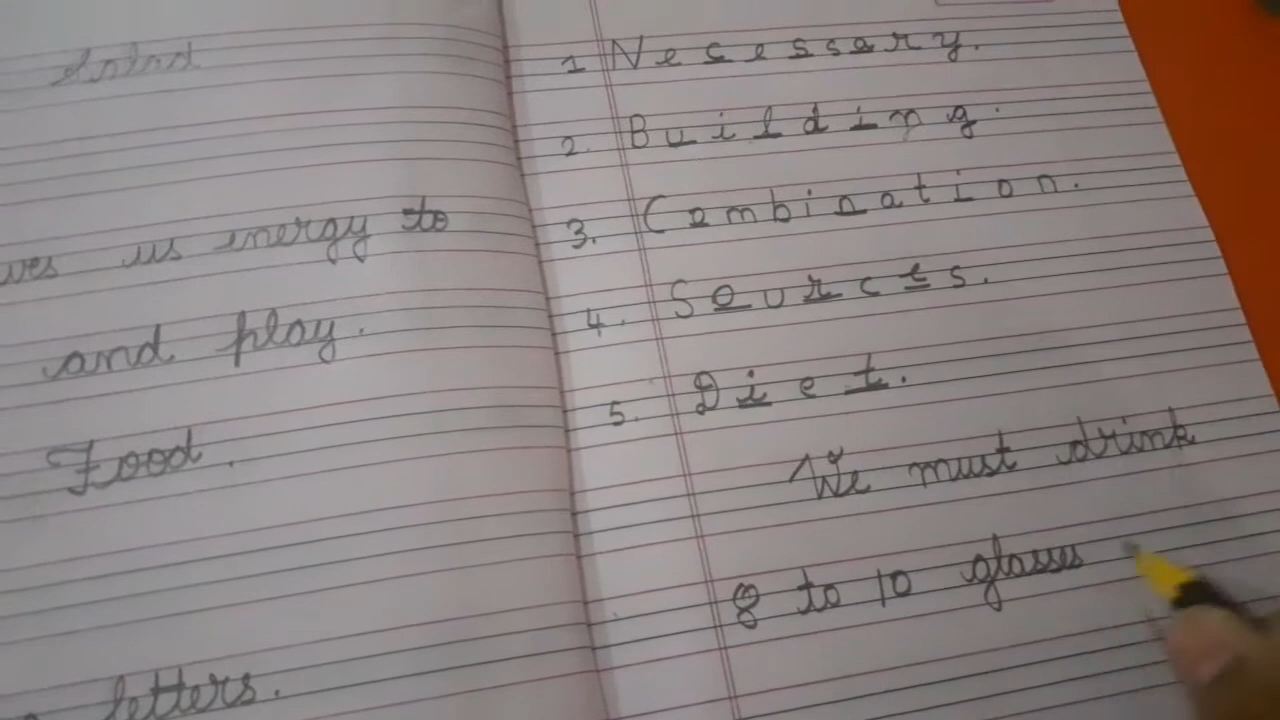 us energy to
and play.
Food.
letters.
1 Necessary.
2. Building.
3. Combination.
4. Sources.
5. Diet.
We must drink
8 to 10 glasses